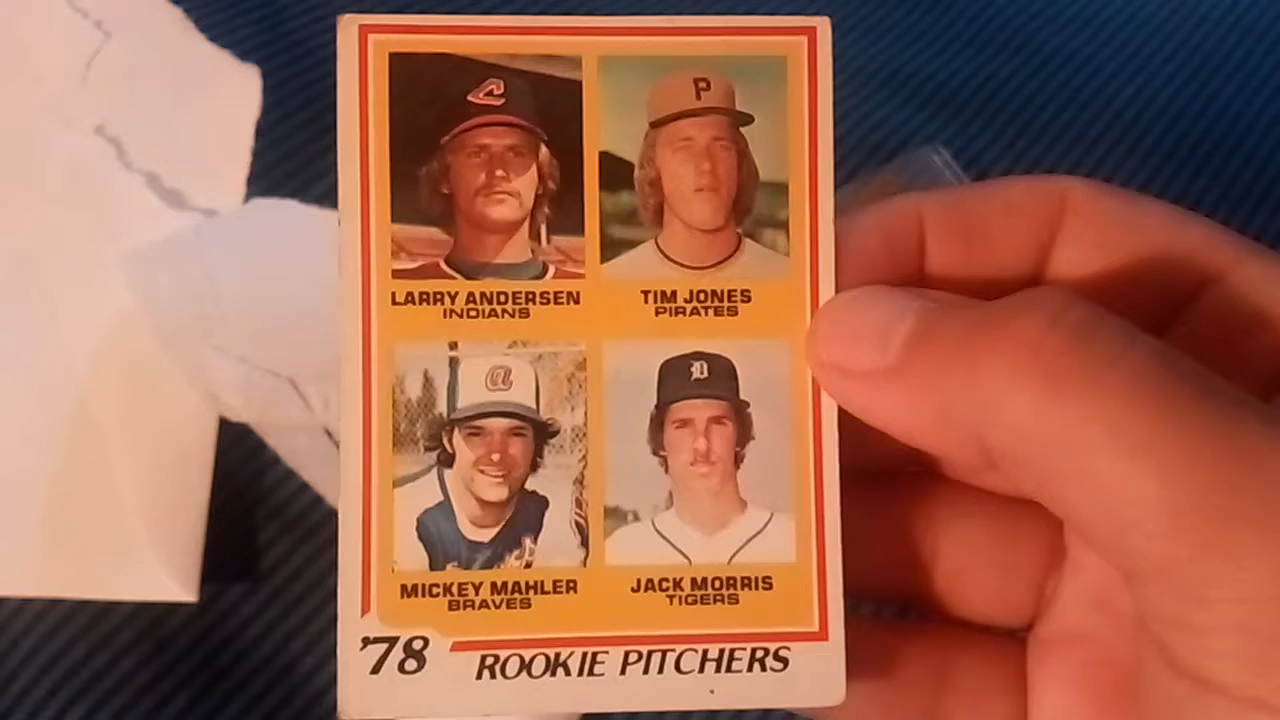 C
P
LARRY ANDERSEN
INDIANS
TIM JONES
PIRATES
a
D
MICKEY MAHLER
BRAVES
JACK MORRIS
TIGERS
'78 ROOKIE PITCHERS